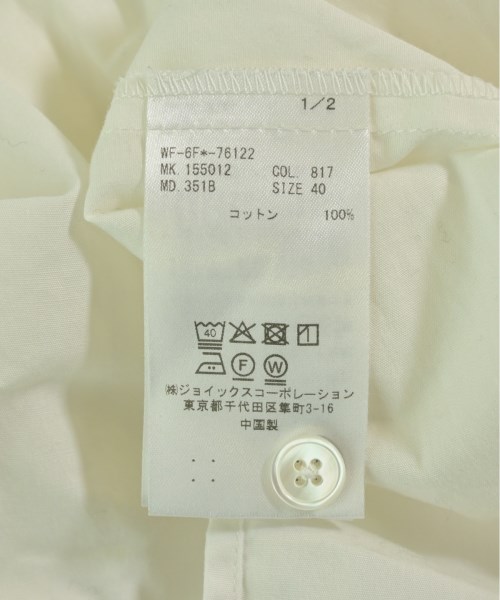 1/2
WF-6F*-76122
MK. 155012 COL. 817
MD. 351B SIZE 40
コットン 100%
40
F W
㈱ジョイックスコーポレーション
東京都千代田区隼町3-16
中国製